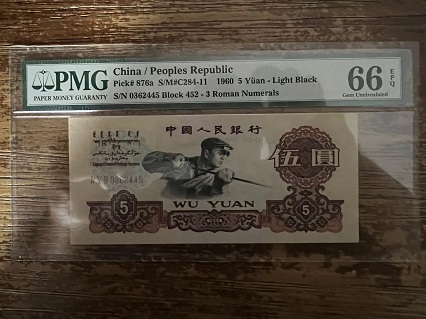 PMG
PAPER MONEY GUARANTY
China / Peoples Republic
Pick# 876a S/M#C284-11 1960 5 Yüan - Light Black
S/N 0362445 Block 452 - 3 Roman Numerals
66 EPQ
Gem Uncirculated
中國人民銀行
伍圓
0362445
5
WU YUAN
5